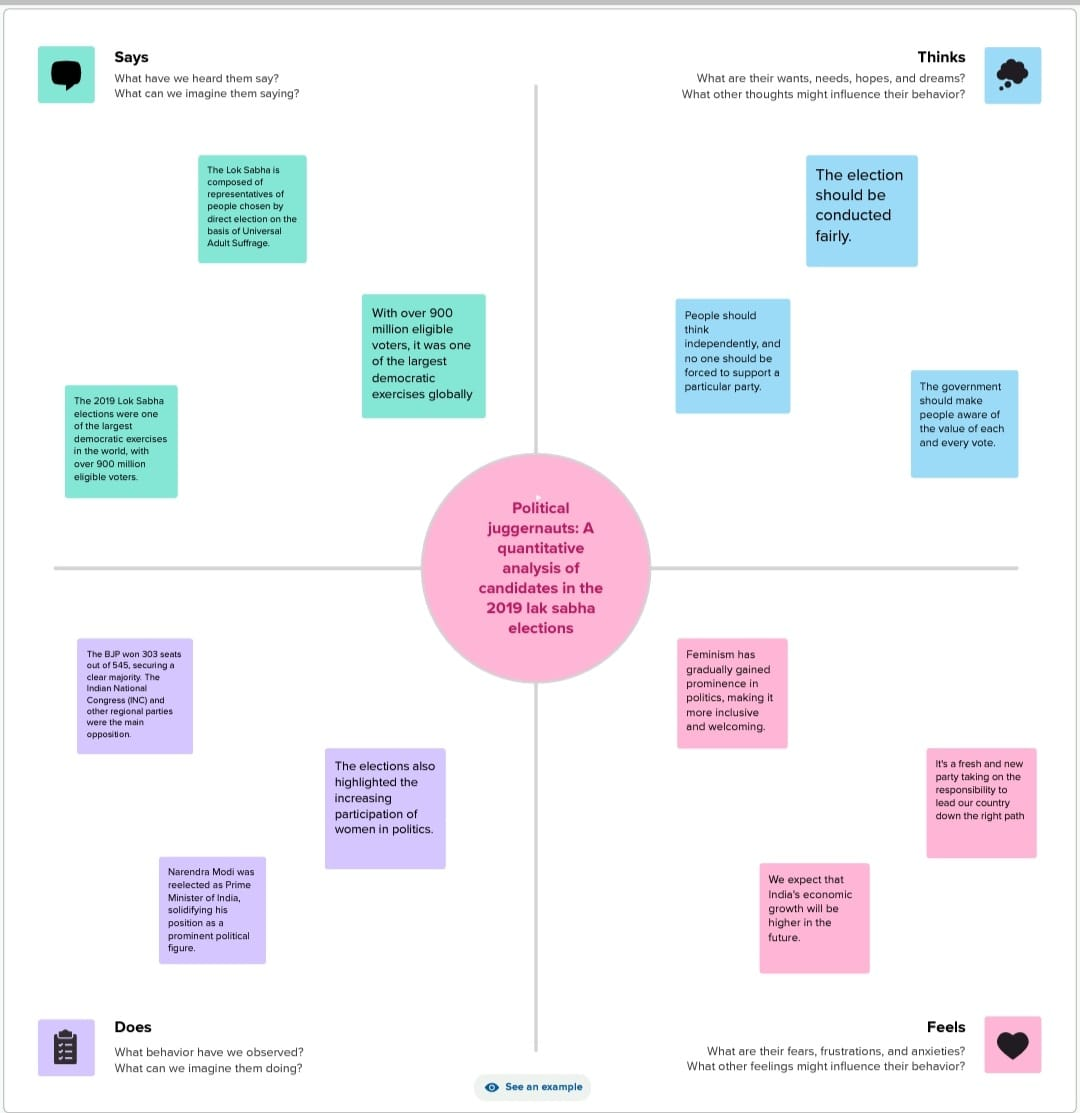 Says
What have we heard them say?
What can we imagine them saying?
Thinks
What are their wants, needs, hopes, and dreams?
What other thoughts might influence their behavior?
The Lok Sabha is
composed of
representatives of
people chosen by
direct election on the
basis of Universal
Adult Suffrage.
With over 900
million eligible
voters, it was one
of the largest
democratic
exercises globally
The 2019 Lok Sabha
elections were one
of the largest
democratic exercises
in the world, with
over 900 million
eligible voters.
The election
should be
conducted
fairly.
People should
think
independently, and
no one should be
forced to support a
particular party.
The government
should make
people aware of
the value of each
and every vote.
Political
juggernauts: A
quantitative
analysis of
candidates in the
2019 lak sabha
elections
The BJP won 303 seats
out of 545, securing a
clear majority. The
Indian National
Congress (INC) and
other regional parties
were the main
opposition.
The elections also
highlighted the
increasing
participation of
women in politics.
Narendra Modi was
reelected as Prime
Minister of India,
solidifying his
position as a
prominent political
figure.
Feminism has
gradually gained
prominence in
politics, making it
more inclusive
and welcoming.
It's a fresh and new
party taking on the
responsibility to
lead our country
down the right path
We expect that
India's economic
growth will be
higher in the
future.
Does
What behavior have we observed?
What can we imagine them doing?
Feels
What are their fears, frustrations, and anxieties?
What other feelings might influence their behavior?
See an example